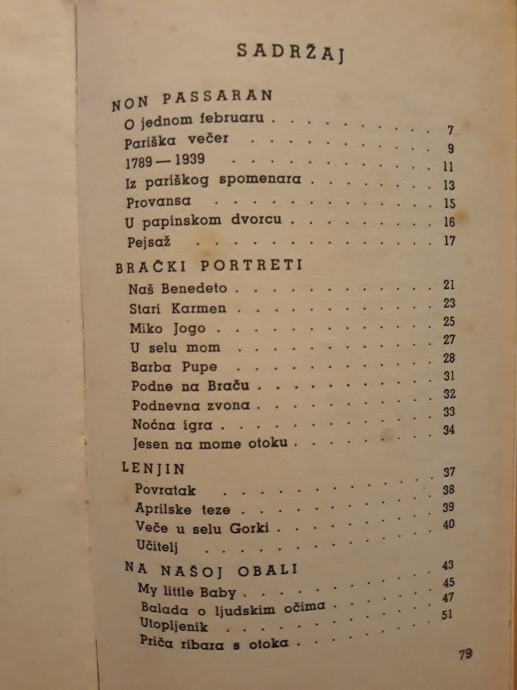 SADRŽAJ
NON PASSARAN
O jednom februaru . . . . . . . . . 7
Pariška večer . . . . . . . . . . 9
1789 — 1939 . . . . . . . . . . . 11
Iz pariškog spomenara . . . . . . . 13
Provansa . . . . . . . . . . . . 15
U papinskom dvorcu . . . . . . . . 16
Pejsaž . . . . . . . . . . . . . 17
BRAČKI PORTRETI
Naš Benedeto . . . . . . . . . . . 21
Stari Karmen . . . . . . . . . . . 23
Miko Jogo . . . . . . . . . . . . 25
U selu mom . . . . . . . . . . . 27
Barba Pupe . . . . . . . . . . . 28
Podne na Braču . . . . . . . . . . 31
Podnevna zvona . . . . . . . . . . 32
Noćna igra . . . . . . . . . . . 33
Jesen na mome otoku . . . . . . . . 34
LENJIN
Povratak . . . . . . . . . . . . 37
Aprilske teze . . . . . . . . . . . 38
Veče u selu Gorki . . . . . . . . . 39
Učitelj . . . . . . . . . . . . . 40
NA NAŠOJ OBALI
My little Baby . . . . . . . . . . 43
Balada o ljudskim očima . . . . . . . 45
Utopljenik . . . . . . . . . . . . 47
Priča ribara s otoka . . . . . . . . 51
79